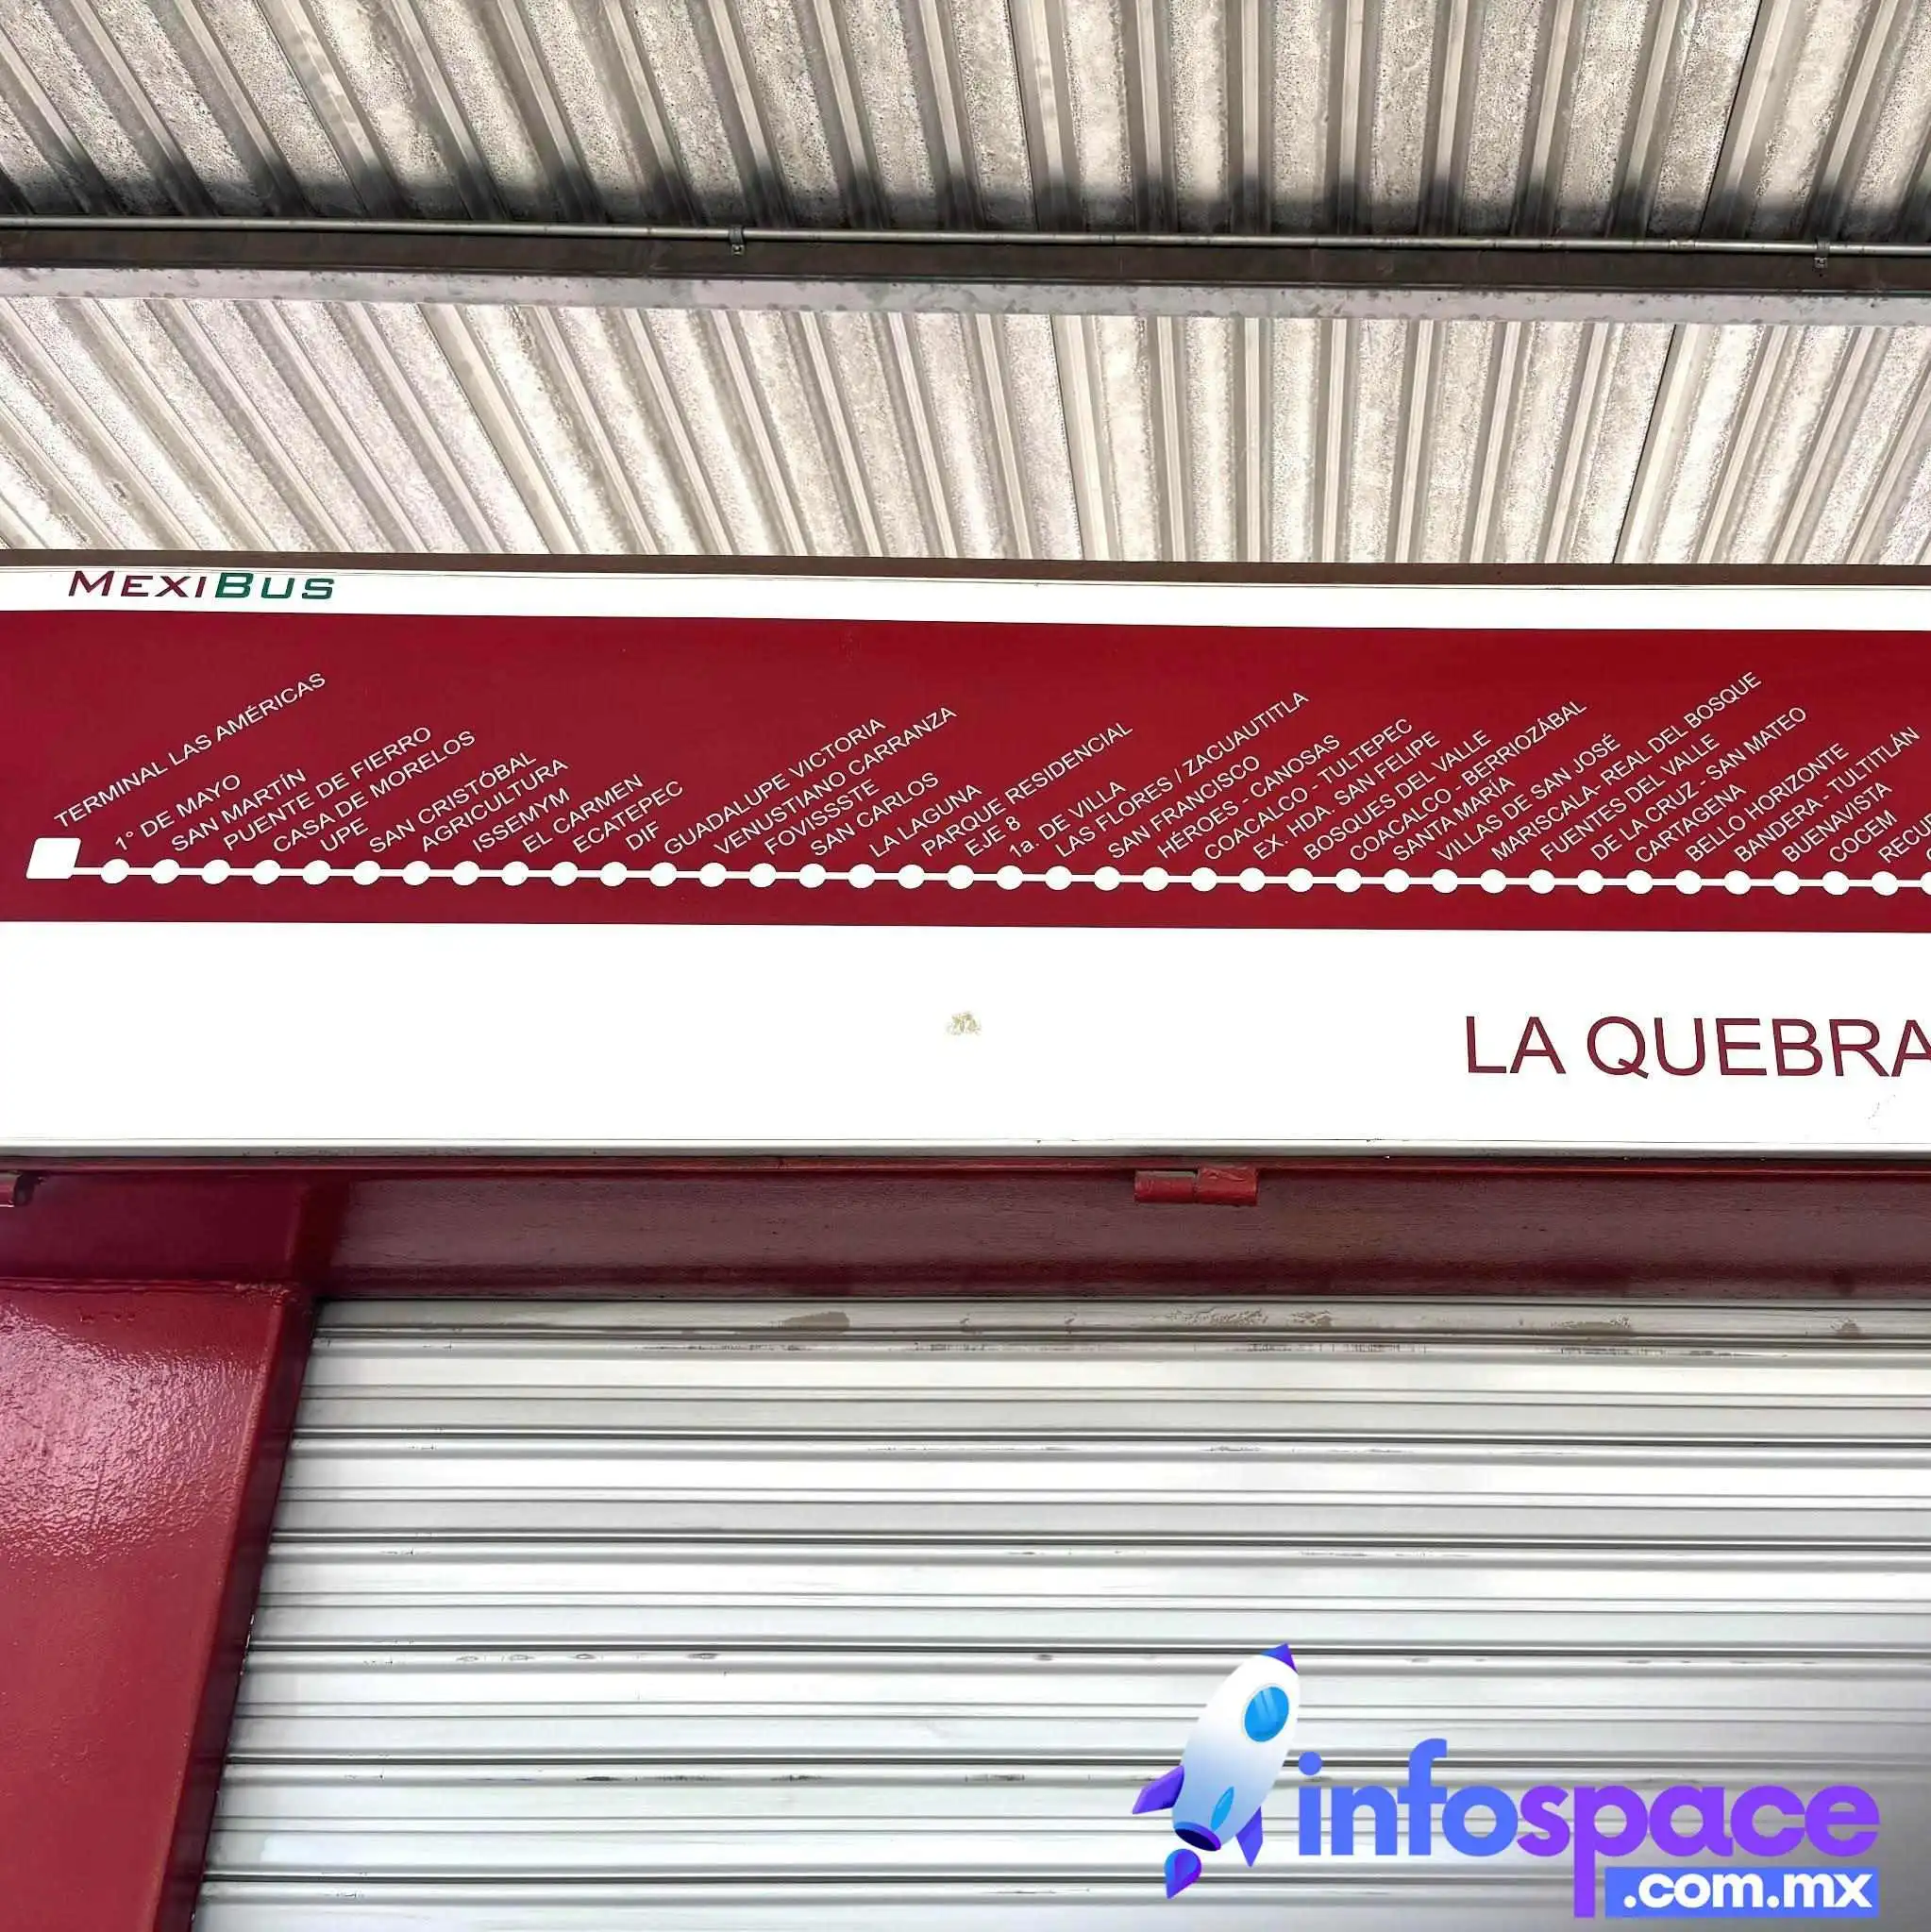 MEXIBUS
TERMINAL LAS AMÉRICAS
1° DE MAYO
SAN MARTÍN
PUENTE DE FIERRO
CASA DE MORELOS
UPE
SAN CRISTÓBAL
AGRICULTURA
ISSEMYM
EL CARMEN
ECATEPEC
DIF
GUADALUPE VICTORIA
VENUSTIANO CARRANZA
FOVISSSTE
SAN CARLOS
LA LAGUNA
PARQUE RESIDENCIAL
EJE 8
1a. DE VILLA
LAS FLORES / ZACUAUTITLA
SAN FRANCISCO
HÉROES - CANOSAS
COACALCO - TULTEPEC
EX. HDA. SAN FELIPE
BOSQUES DEL VALLE
COACALCO - BERRIOZÁBAL
SANTA MARÍA
VILLAS DE SAN JOSÉ
MARISCALA- REAL DEL BOSQUE
FUENTES DEL VALLE
DE LA CRUZ - SAN MATEO
CARTAGENA
BELLO HORIZONTE
BANDERA - TULTITLÁN
BUENAVISTA
COCEM
RECU
LA QUEBRA
infospace
.com.mx